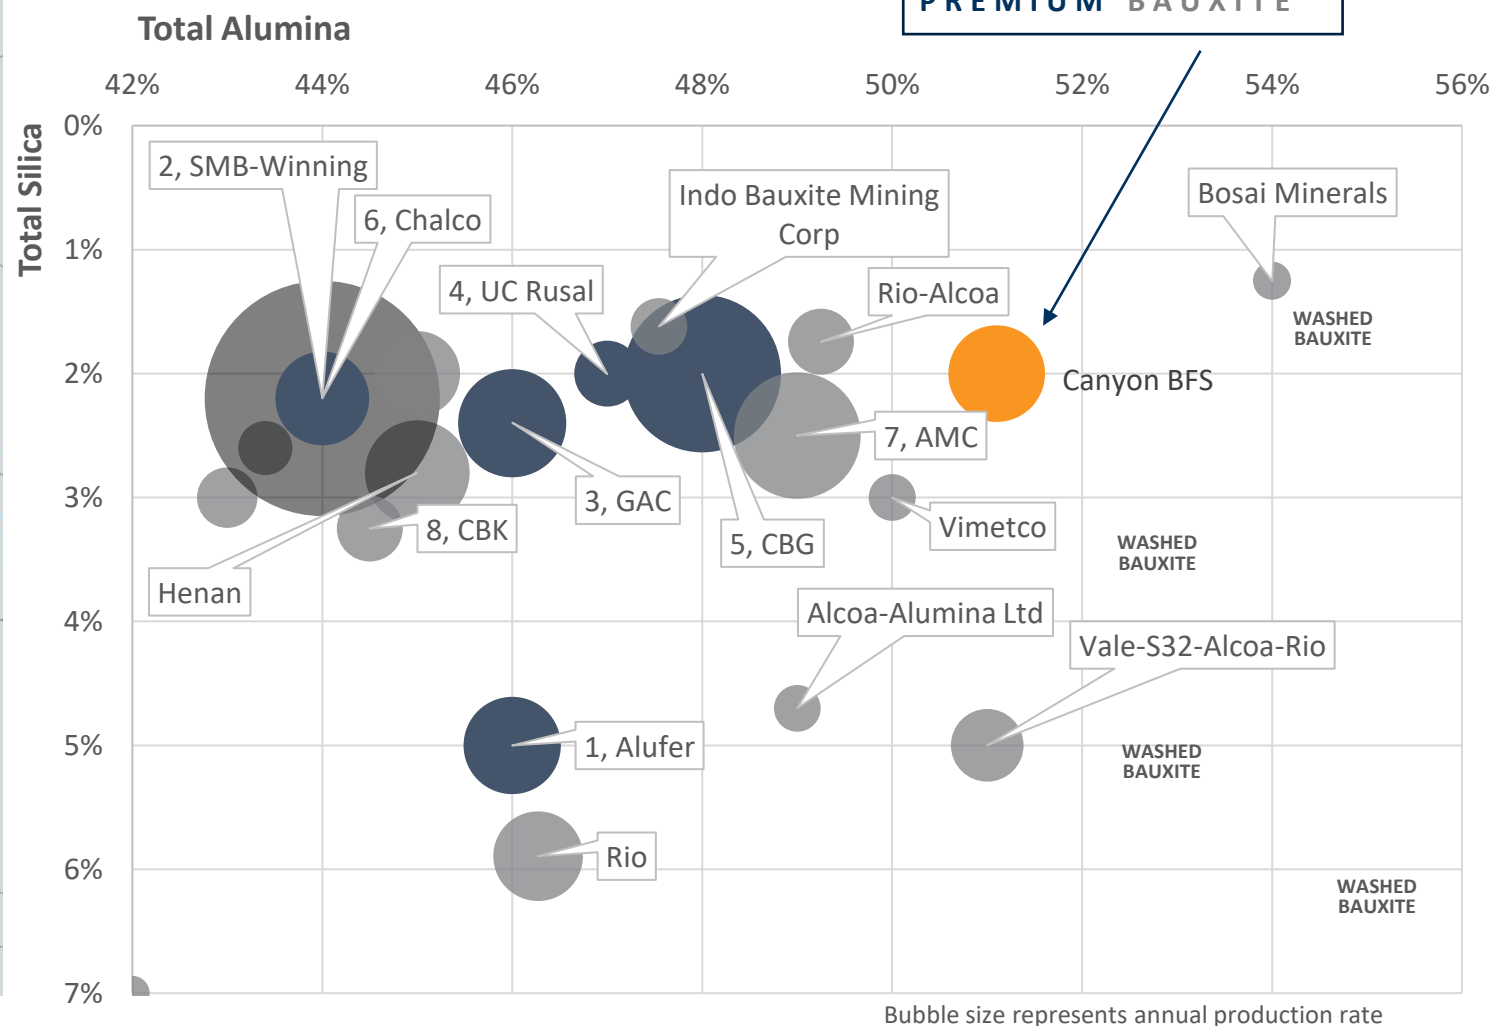 PREMIUM BAUXITE
Total Alumina
42% 44% 46% 48% 50% 52% 54% 56%
Total Silica
0%
1%
2%
3%
4%
5%
6%
7%
2, SMB-Winning
6, Chalco
4, UC Rusal
Indo Bauxite Mining
Corp
Rio-Alcoa
Bosai Minerals
WASHED
BAUXITE
Canyon BFS
7, AMC
3, GAC
8, CBK
5, CBG
Vimetco
WASHED
BAUXITE
Henan
Alcoa-Alumina Ltd
Vale-S32-Alcoa-Rio
1, Alufer
WASHED
BAUXITE
Rio
WASHED
BAUXITE
Bubble size represents annual production rate